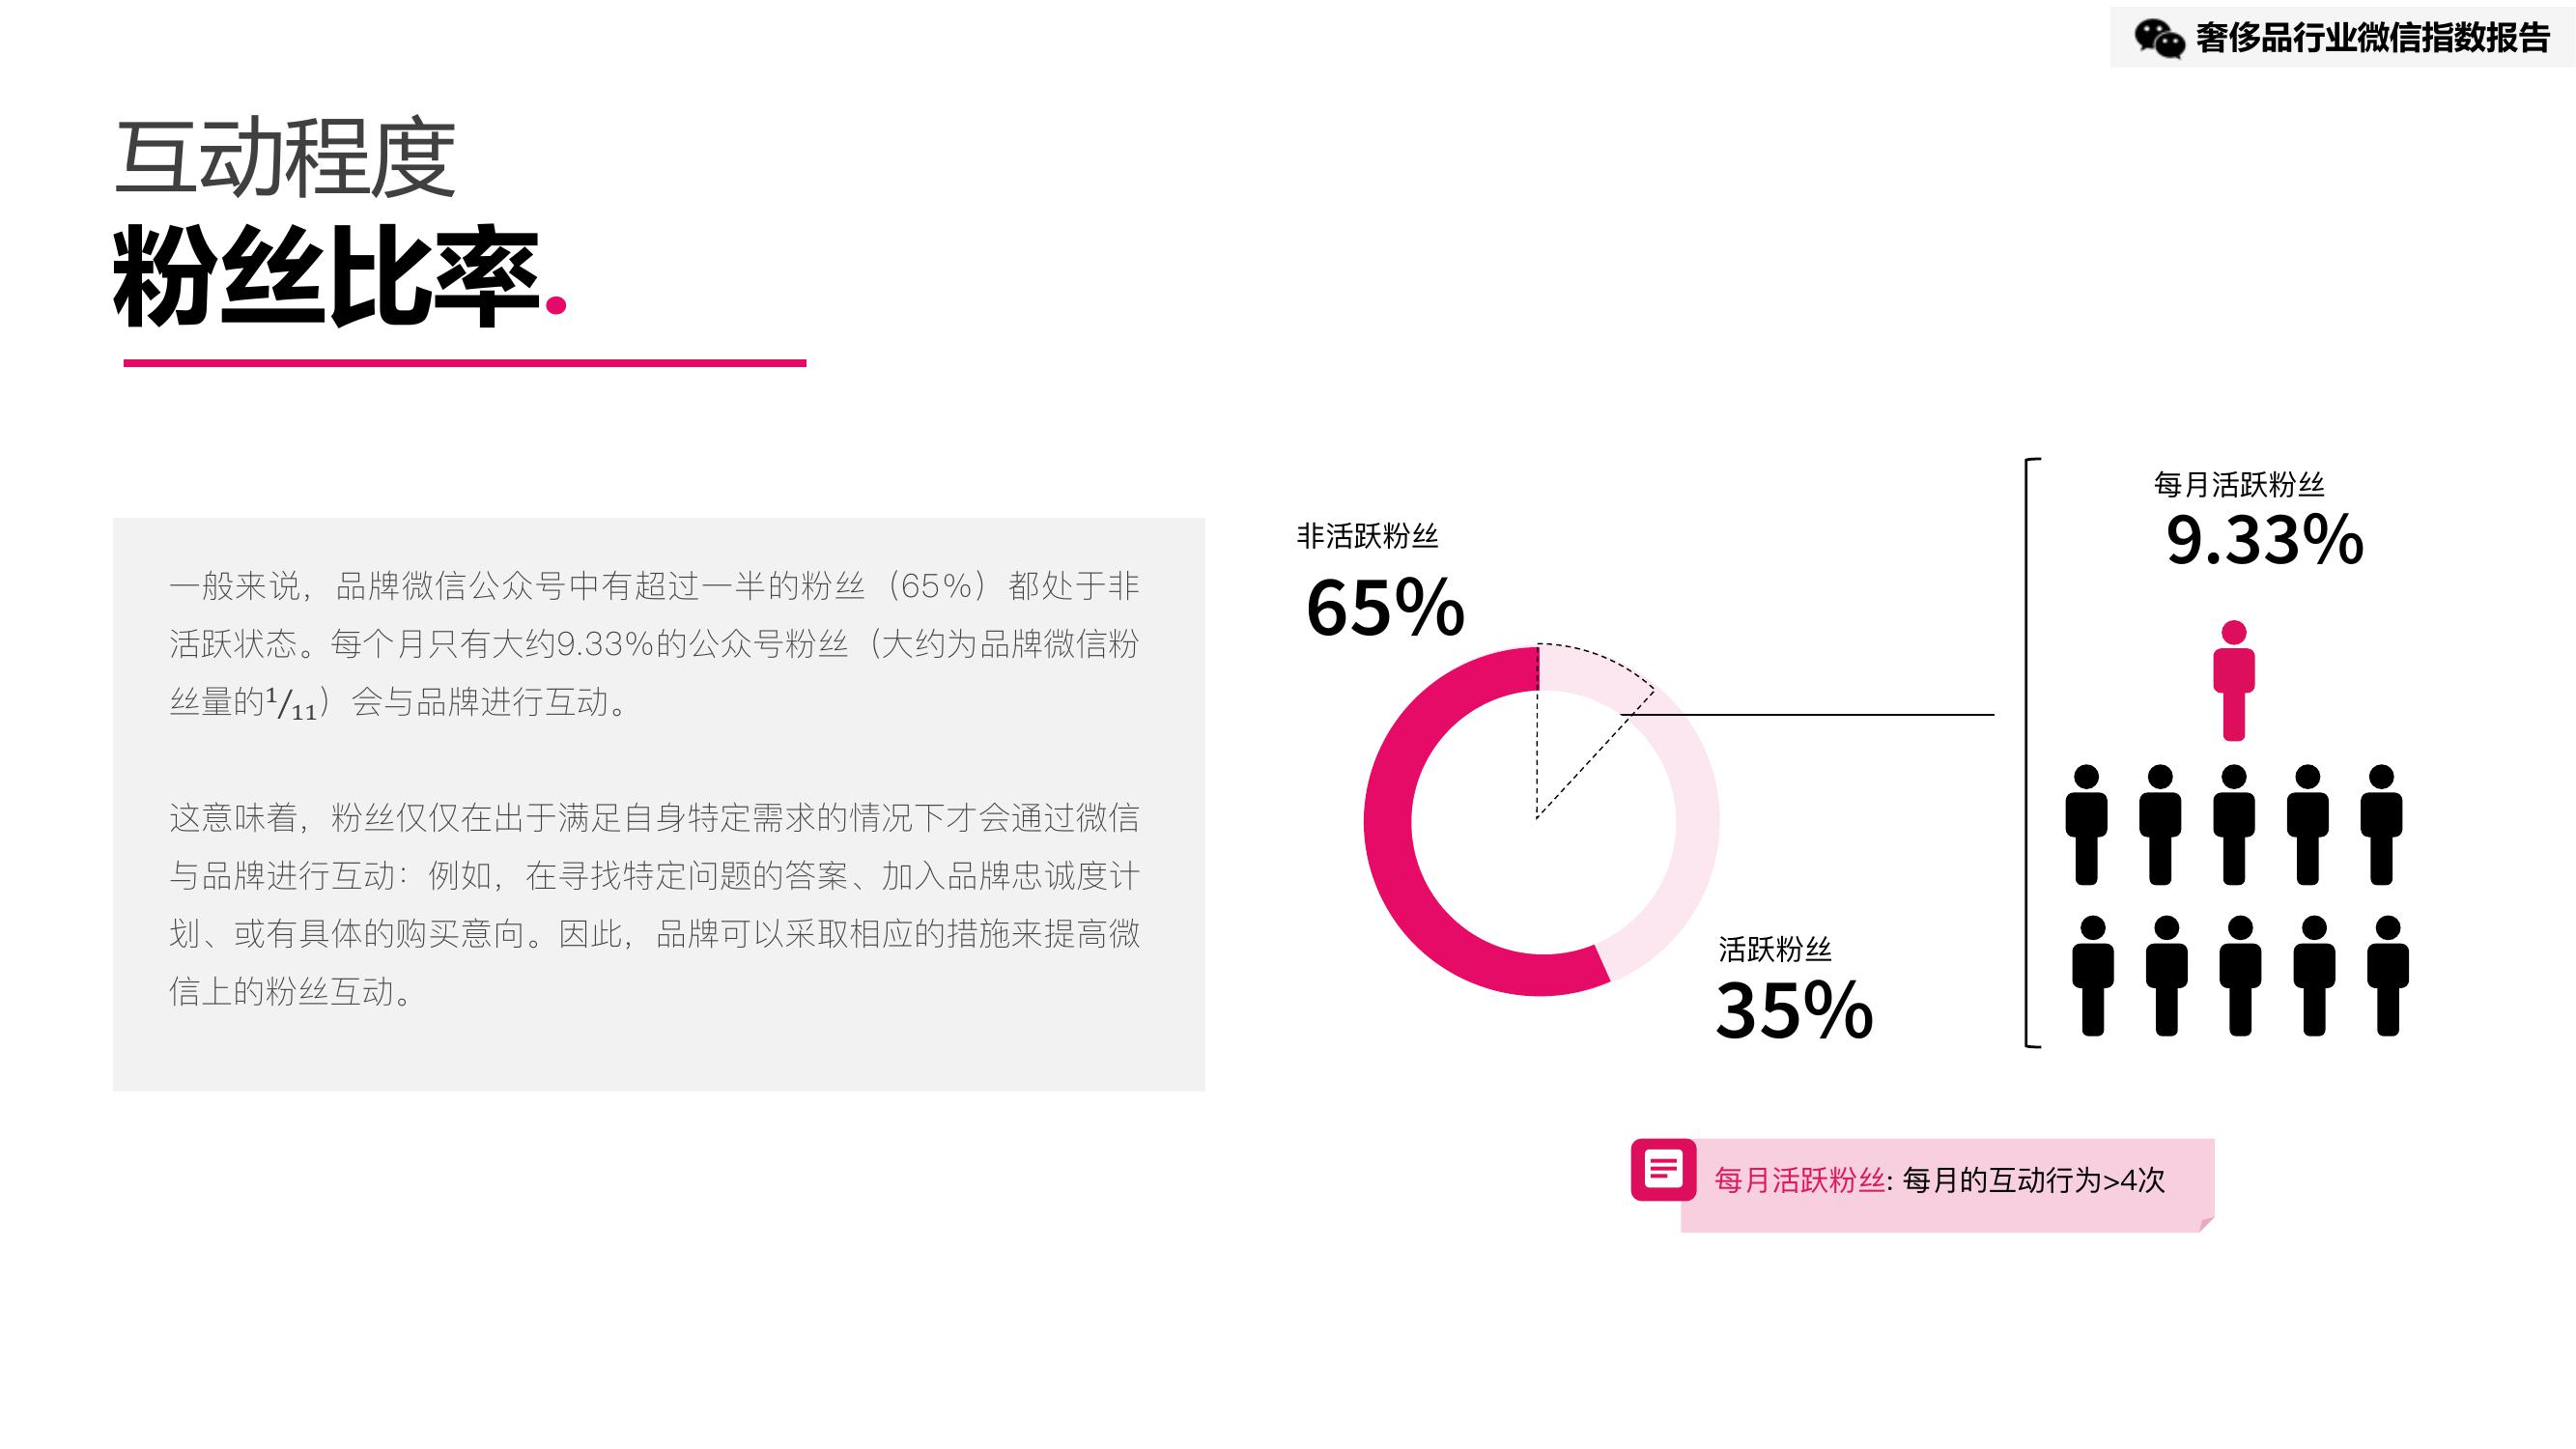 奢侈品行业微信指数报告
互动程度
粉丝比率.
一般来说，品牌微信公众号中有超过一半的粉丝（65%）都处于非
活跃状态。每个月只有大约9.33%的公众号粉丝（大约为品牌微信粉
丝量的¹/₁₁）会与品牌进行互动。
这意味着，粉丝仅仅在出于满足自身特定需求的情况下才会通过微信
与品牌进行互动：例如，在寻找特定问题的答案、加入品牌忠诚度计
划、或有具体的购买意向。因此，品牌可以采取相应的措施来提高微
信上的粉丝互动。
非活跃粉丝
65%
活跃粉丝
35%
每月活跃粉丝
9.33%
每月活跃粉丝: 每月的互动行为>4次